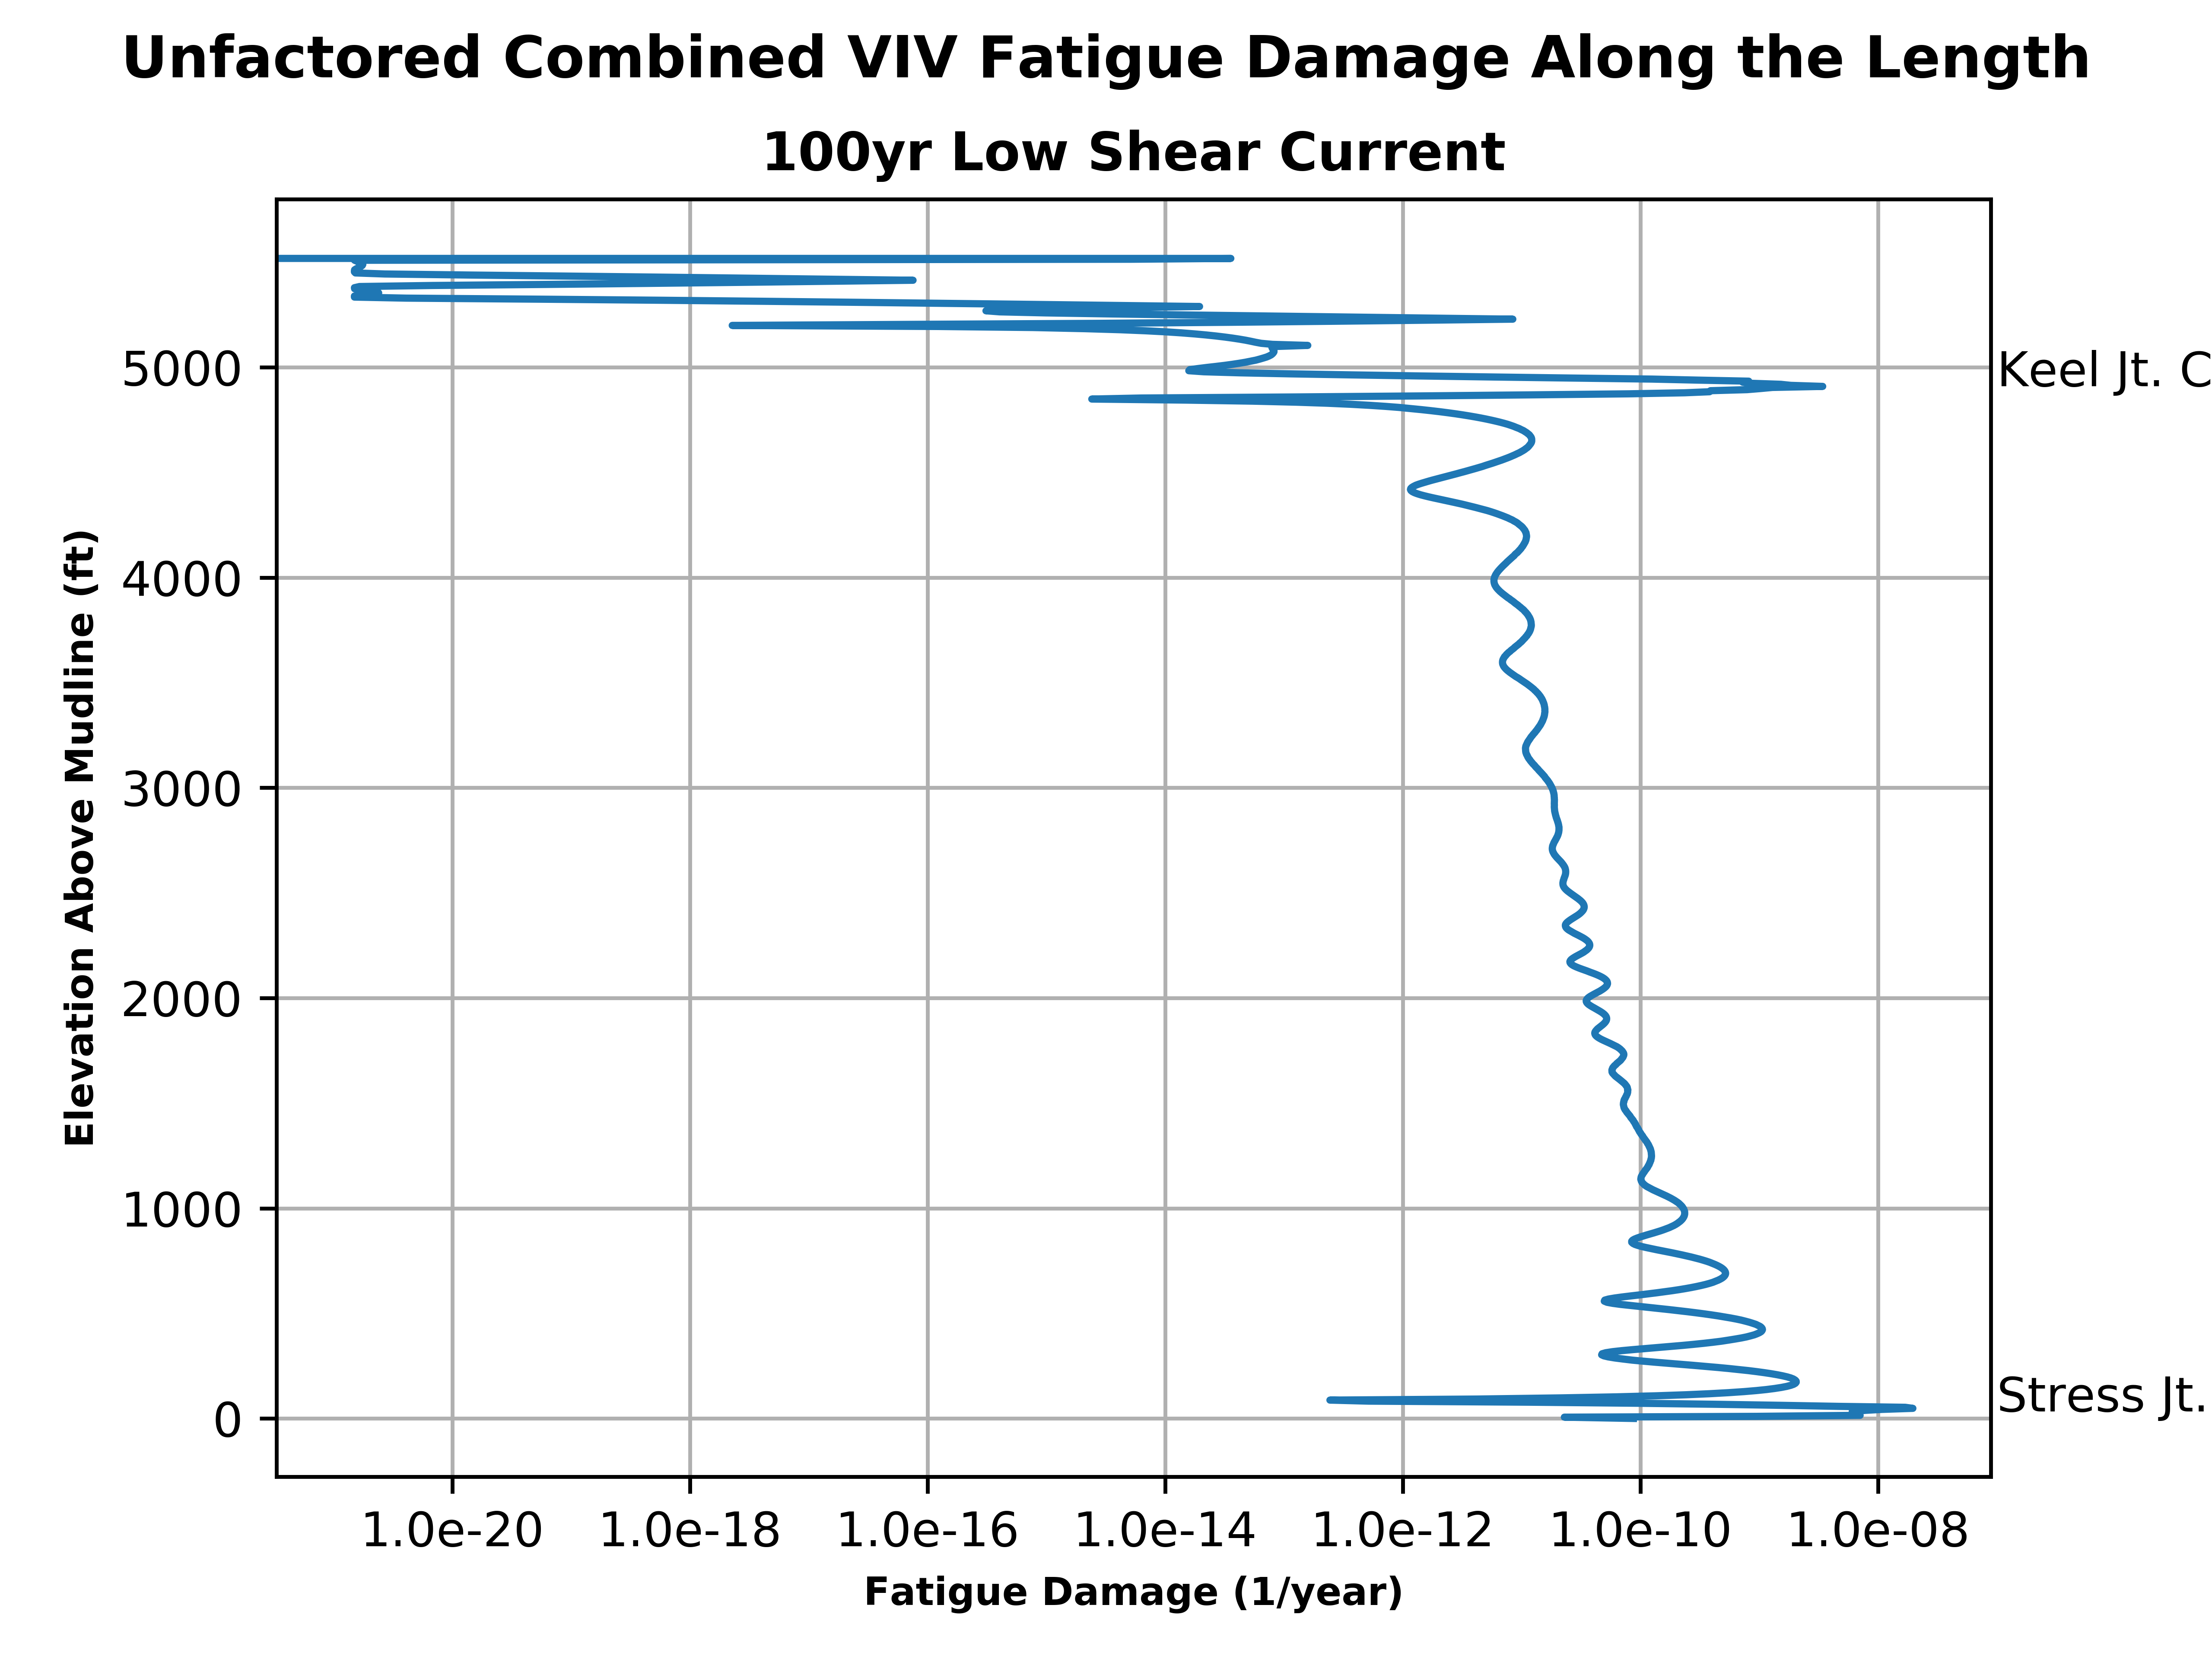 Unfactored Combined VIV Fatigue Damage Along the Length
100yr Low Shear Current
Elevation Above Mudline (ft)
5000
4000
3000
2000
1000
0
Keel Jt. C
Stress Jt.
1.0e-20 1.0e-18 1.0e-16 1.0e-14 1.0e-12 1.0e-10 1.0e-08
Fatigue Damage (1/year)